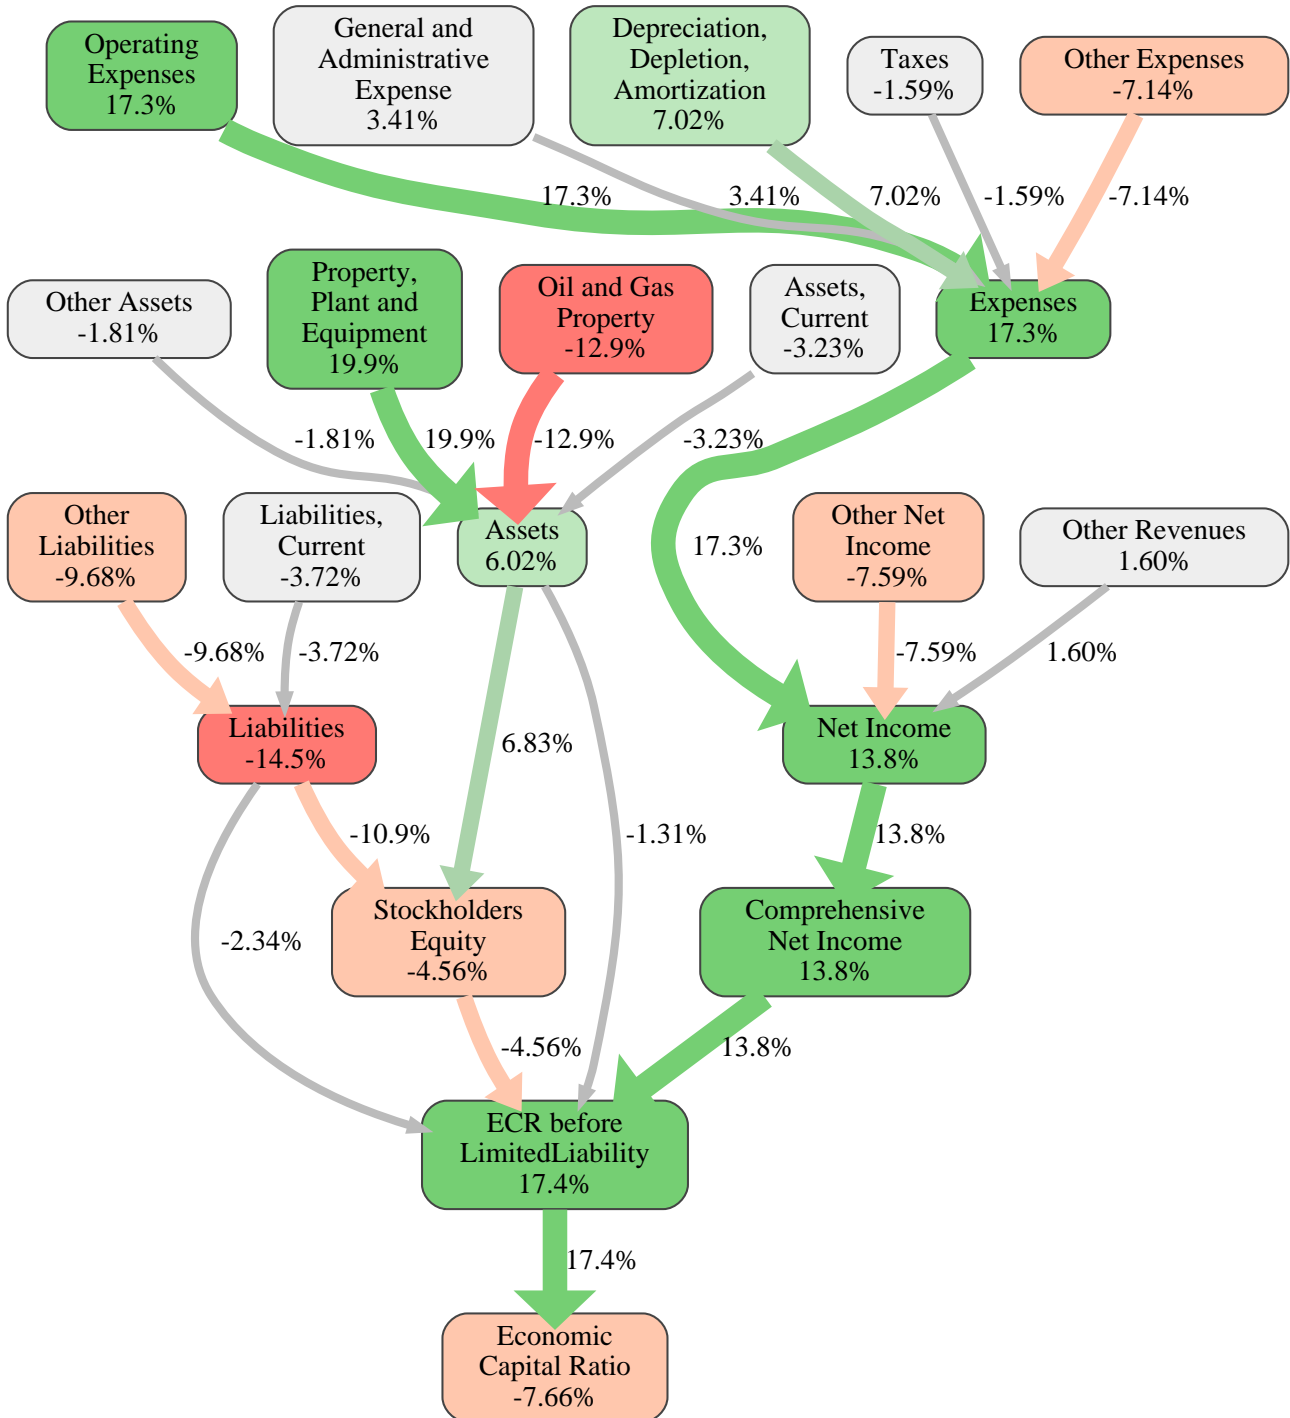 Operating
Expenses
17.3%
General and
Administrative
Expense
3.41%
Depreciation,
Depletion,
Amortization
7.02%
Taxes
-1.59%
Other Expenses
-7.14%
17.3%
3.41%
7.02%
-1.59%
-7.14%
Other Assets
-1.81%
Property,
Plant and
Equipment
19.9%
Oil and Gas
Property
-12.9%
Assets,
Current
-3.23%
Expenses
17.3%
-1.81%
19.9%
-12.9%
-3.23%
Other
Liabilities
-9.68%
Liabilities,
Current
-3.72%
Assets
6.02%
17.3%
Other Net
Income
-7.59%
Other Revenues
1.60%
-9.68%
-3.72%
-7.59%
1.60%
Liabilities
-14.5%
6.83%
Net Income
13.8%
-10.9%
-1.31%
13.8%
-2.34%
Stockholders
Equity
-4.56%
Comprehensive
Net Income
13.8%
-4.56%
13.8%
ECR before
LimitedLiability
17.4%
17.4%
Economic
Capital Ratio
-7.66%